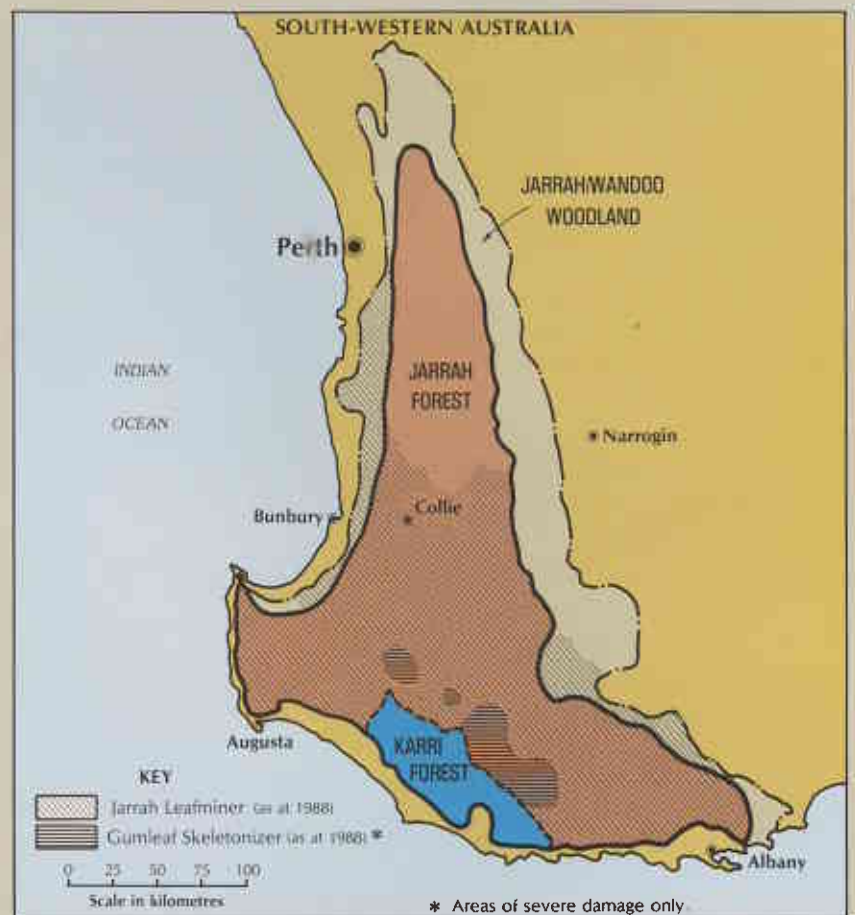 SOUTH-WESTERN AUSTRALIA
JARRAH/WANDOO
WOODLAND
Perth
INDIAN
OCEAN
JARRAH
FOREST
Narrogin
Bunbury
Collie
Augusta
KARRI
FOREST
KEY
Jarrah Leafminer (as at 1988)
Gumleaf Skeletonizer (as at 1988) *
0 25 50 75 100
Scale in kilometres
Albany
* Areas of severe damage only